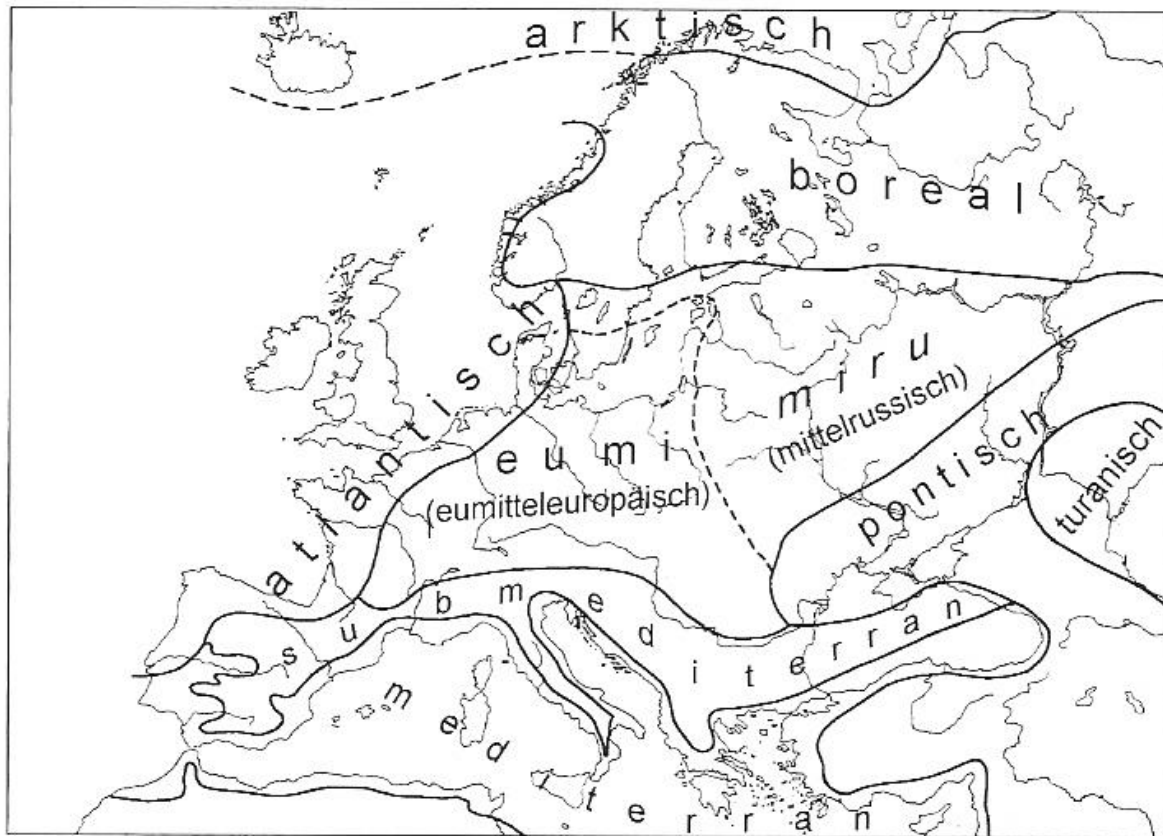 arktisch
boreal
atlantisch
miru
(mittelrussisch)
eumi
(eumitteleuropäisch)
pontisch
turanisch
submediterran
mediterran